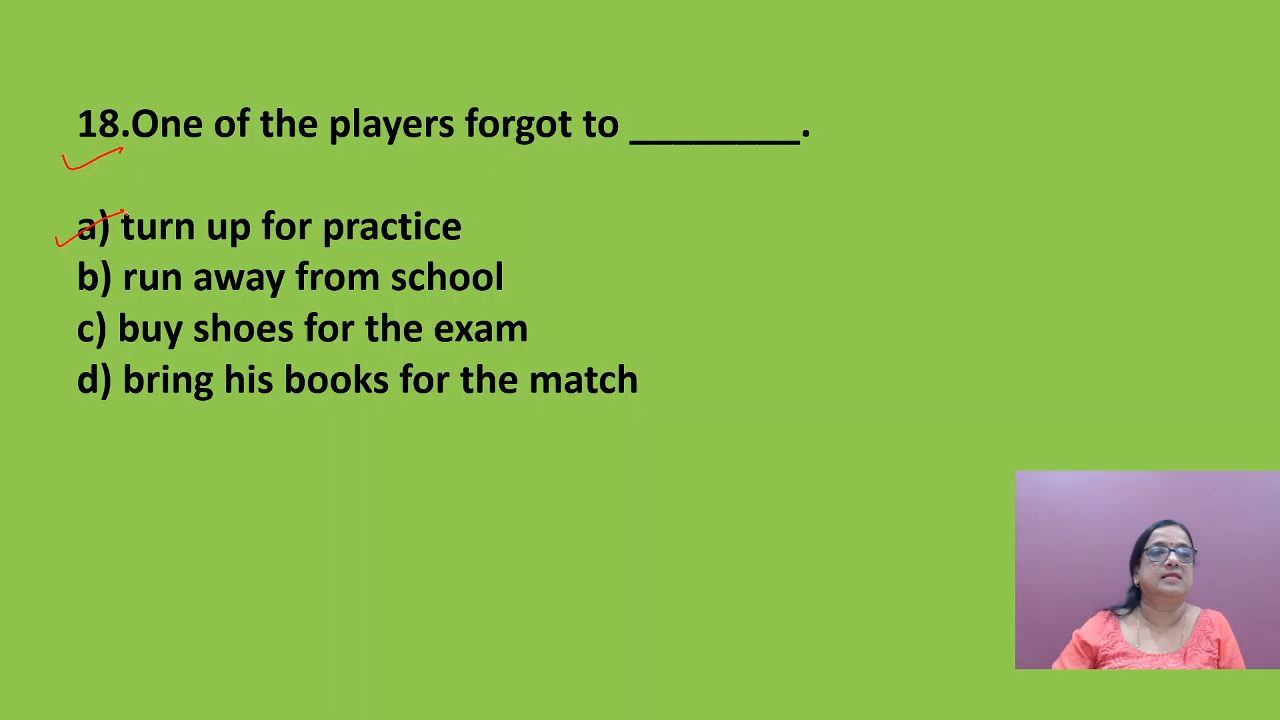 18.One of the players forgot to ________.
a) turn up for practice
b) run away from school
c) buy shoes for the exam
d) bring his books for the match